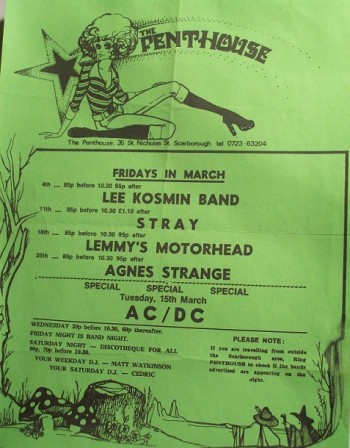 THE
PENTHOUSE
The Penthouse, 35 St. Nicholas St. Scarborough tel. 0723-63204
FRIDAYS IN MARCH
4th — 85p before 10.30 95p after
LEE KOSMIN BAND
11th — 85p before 10.30 £1.10 after
STRAY
18th — 85p before 10.30 95p after
LEMMY'S MOTORHEAD
25th — 85p before 10.30 95p after
AGNES STRANGE
SPECIAL SPECIAL SPECIAL
Tuesday, 15th March
AC/DC
WEDNESDAY 20p before 10.30, 60p thereafter.
FRIDAY NIGHT IS BAND NIGHT.
SATURDAY NIGHT — DISCOTHEQUE FOR ALL
96p, 70p before 10.30.
YOUR WEEKDAY D.J. — MATT WATKINSON
YOUR SATURDAY D.J. — CEDRIC
PLEASE NOTE:
If you are travelling from outside
the Scarborough area, Ring
PENTHOUSE to check if the bands
advertised are appearing on the
night.